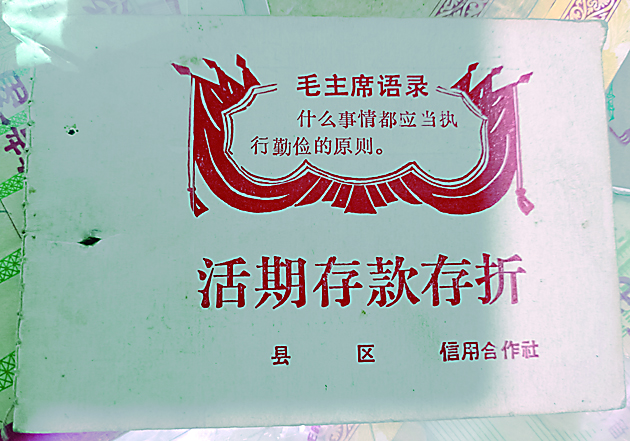 毛主席语录
什么事情都应当执
行勤俭的原则。
活期存款存折
县 区 信用合作社